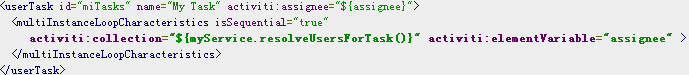 <userTask id="miTasks" name="My Task" activiti:assignee="${assignee}">
<multiInstanceLoopCharacteristics isSequential="true"
activiti:collection="${myService.resolveUsersForTask()}" activiti:elementVariable="assignee" >
</multiInstanceLoopCharacteristics>
</userTask>